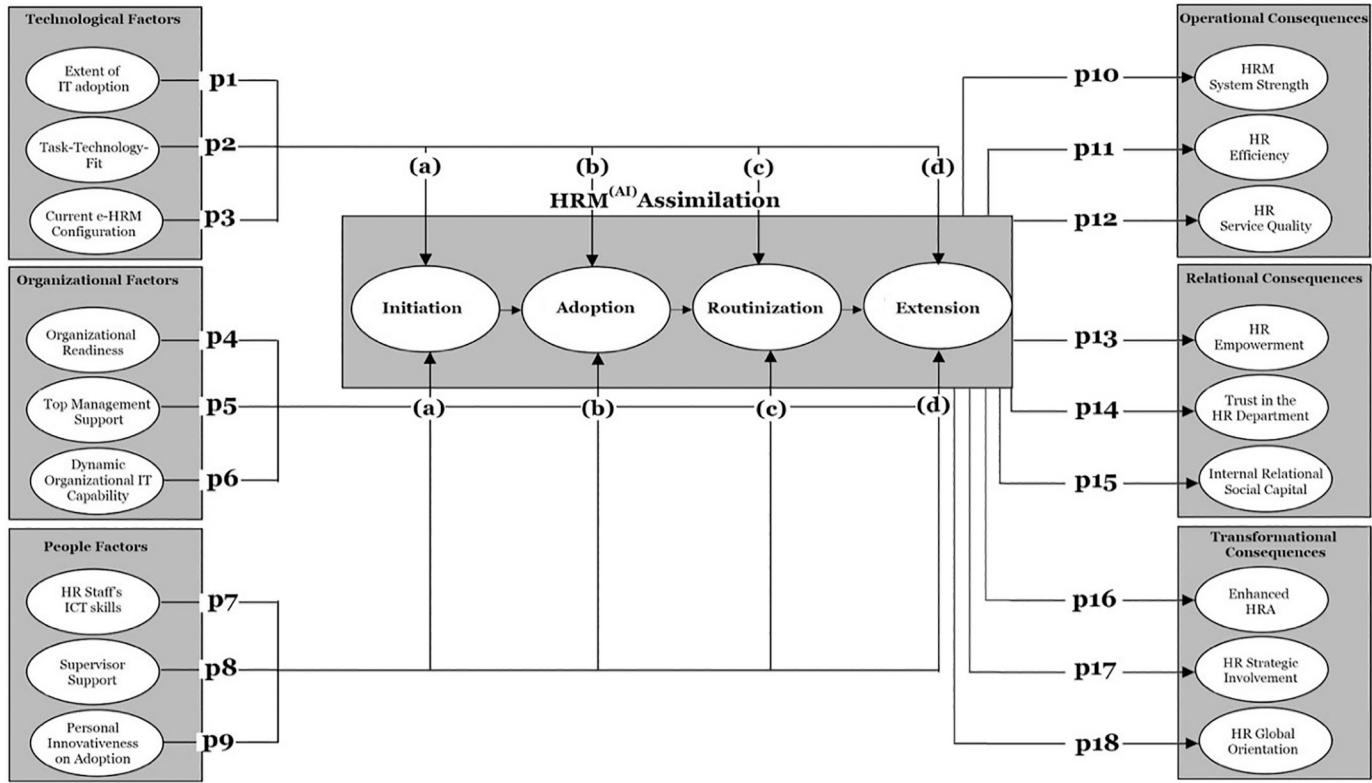 Technological Factors
Extent of
IT adoption
p1
Task-Technology-
Fit
p2
Current e-HRM
Configuration
p3
Organizational Factors
Organizational
Readiness
p4
Top Management
Support
p5
Dynamic
Organizational IT
Capability
p6
People Factors
HR Staff's
ICT skills
p7
Supervisor
Support
p8
Personal
Innovativeness
on Adoption
p9
(a)
(b)
(c)
(d)
HRM(AI)Assimilation
Initiation
Adoption
Routinization
Extension
(a)
(b)
(c)
(d)
Operational Consequences
p10
HRM
System Strength
p11
HR
Efficiency
p12
HR
Service Quality
Relational Consequences
p13
HR
Empowerment
p14
Trust in the
HR Department
p15
Internal Relational
Social Capital
Transformational
Consequences
p16
Enhanced
HRA
p17
HR Strategic
Involvement
p18
HR Global
Orientation